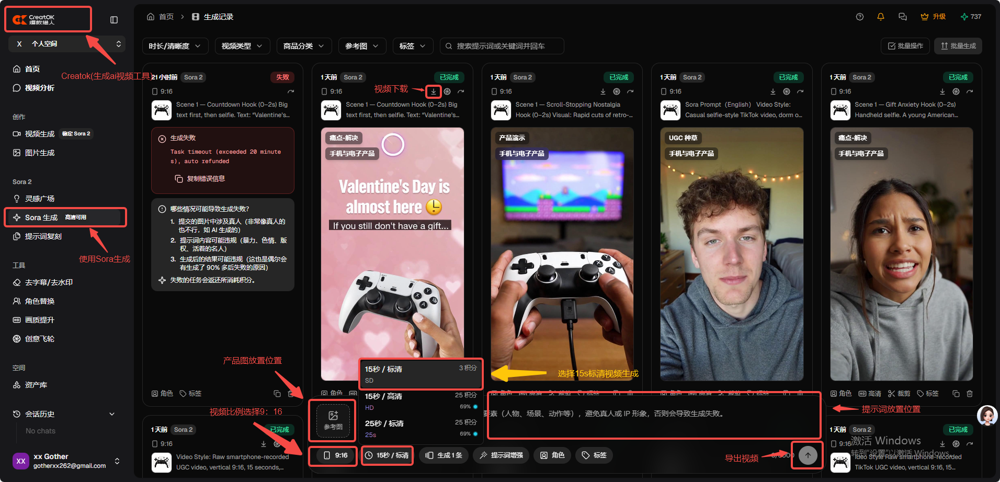 CreatOK
爆款猎人
X 个人空间
首页
视频分析
Creatok(生成ai视频工具)
创作
视频生成 稳定 Sora 2
图片生成
Sora 2
灵感广场
Sora 生成 高清可用
提示词复刻
使用Sora生成
工具
去字幕/去水印
角色替换
画质提升
创意飞轮
空间
资产库
会话历史
No chats
XX
xx Gother
gotherxx262@gmail.com
首页 > 生成记录
升级 737
时长/清晰度 视频类型 商品分类 参考图 标签 搜索提示词或关键词并回车 批量操作 批量生成
21小时前 Sora 2 失败
9:16
Scene 1 — Countdown Hook (0–2s) Big
text first, then selfie. Text: “Valentine's...
生成失败
Task timeout (exceeded 20 minute
s), auto refunded
复制错误信息
哪些情况可能导致生成失败?
1. 提交的图片中涉及真人（非常像真人的
也不行，如 AI 生成的）
2. 提示词内容可能违规（暴力、色情、版
权、活着的名人）
3. 生成后的结果可能违规（这也是偶尔会
有生成了 90% 多后失败的原因）
失败的任务会返还所消耗积分。
角色 标签
1天前 Sora 2 已完成
视频下载
9:16
Scene 1 — Countdown Hook (0–2s) Big
text first, then selfie. Text: “Valentine's...
痛点-解决
手机与电子产品
Valentine's Day is
almost here
If you still don't have a gift...
X Y A B
角色 HD
1天前 Sora 2 已完成
9:16
Scene 1 — Scroll-Stopping Nostalgia
Hook (0–2s) Visual: Rapid cuts of retro-...
产品演示
手机与电子产品
X Y A B
角色 高清 裁剪 标签
1天前 Sora 2 已完成
9:16
Sora Prompt（English） Video Style:
Casual selfie-style TikTok video, dorm o...
UGC 种草
手机与电子产品
角色 高清 裁剪 标签
1天前 Sora 2 已完成
9:16
Scene 1 — Gift Anxiety Hook (0–2s)
Handheld selfie. A young American...
痛点-解决
手机与电子产品
角色 HD 高清 裁剪 标签
产品图放置位置
视频比例选择9：16
选择15s标清视频生成
提示词放置位置
导出视频
15秒 / 标清 3 积分
SD
15秒 / 高清 25 积分
HD 69%
25秒 / 标清 25 积分
25s 69%
参考图
要素（人物、场景、动作等），避免真人或 IP 形象，否则会导致生成失败。
9:16 15秒 / 标清 生成 1 条 提示词增强 角色 标签
1天前 Sora 2 已完成
9:16
Video Style: Raw smartphone-recorded
UGC video, vertical 9:16, 15 seconds,...
1天前 Sora 2 已完成
9:16
激活 Windows
转到“设置”以激活 Windows。
Video Style Raw smartphone-recorded
TikTok UGC video, vertical 9:16, 15...